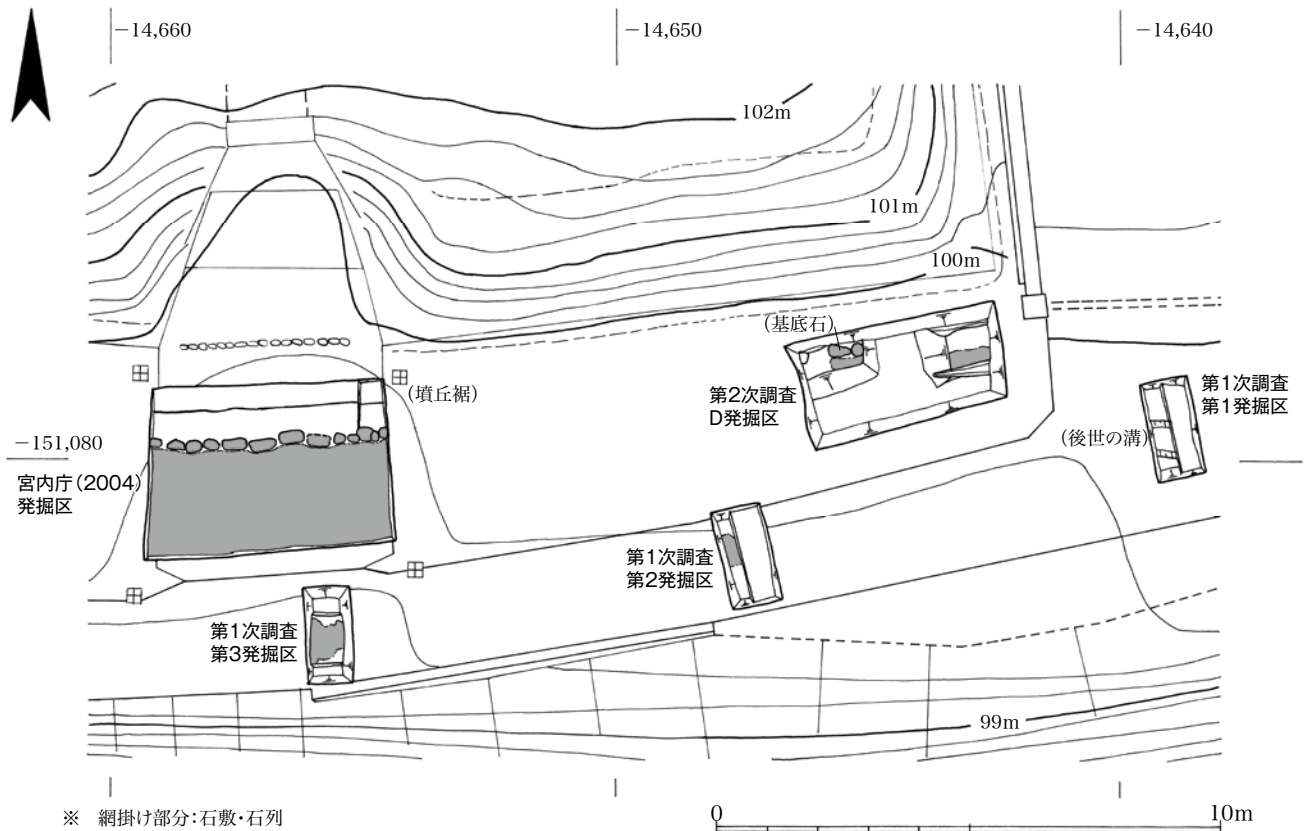 −14,660
−14,650
−14,640
102m
101m
100m
(基底石)
第2次調査
D発掘区
第1次調査
第1発掘区
(墳丘裾)
(後世の溝)
−151,080
宮内庁(2004)
発掘区
第1次調査
第2発掘区
第1次調査
第3発掘区
99m
※ 網掛け部分:石敷・石列
0
10m